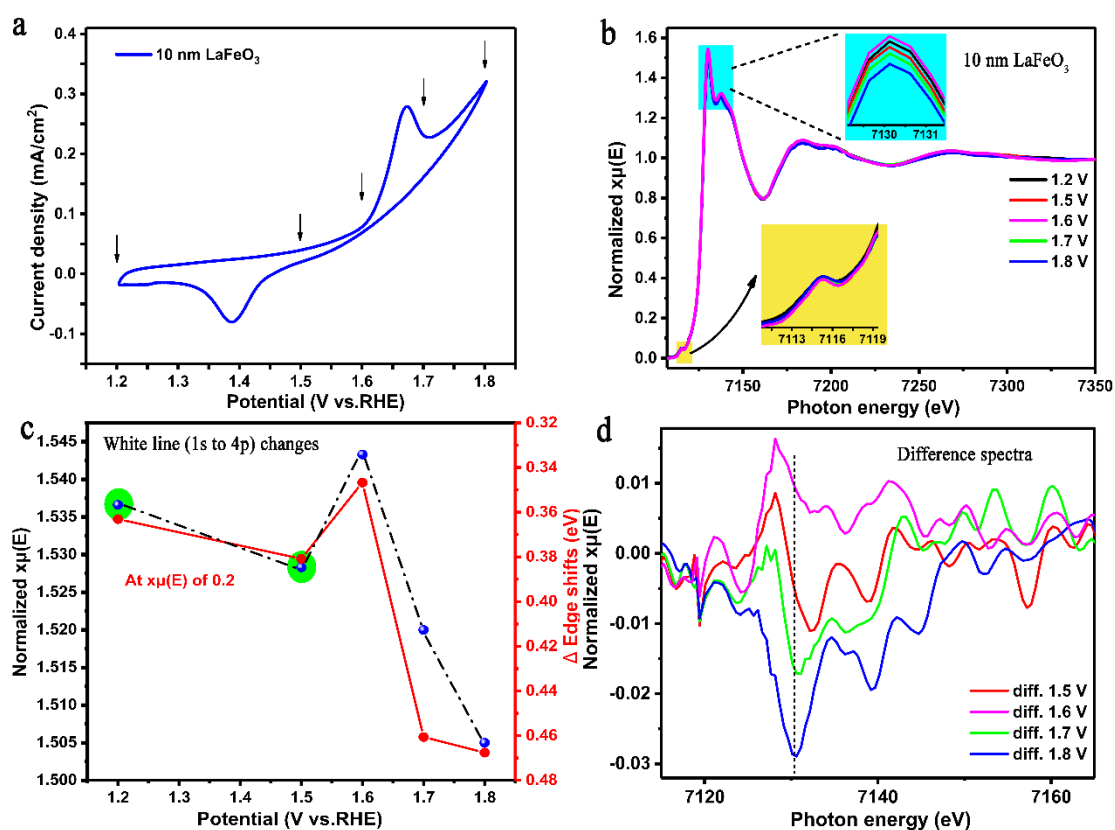 a
10 nm LaFeO3
Current density (mA/cm2)
0.5
0.4
0.3
0.2
0.1
0.0
-0.1
1.2 1.3 1.4 1.5 1.6 1.7 1.8
Potential (V vs.RHE)
b
10 nm LaFeO3
Normalized xμ(E)
1.6
1.4
1.2
1.0
0.8
0.6
0.4
0.2
0.0
7130 7131
1.2 V
1.5 V
1.6 V
1.7 V
1.8 V
7113 7116 7119
7150 7200 7250 7300 7350
Photon energy (eV)
c
White line (1s to 4p) changes
Normalized xμ(E)
1.545
1.540
1.535
1.530
1.525
1.520
1.515
1.510
1.505
1.500
At xμ(E) of 0.2
0.32
0.34
0.36
0.38
0.40
0.42
0.44
0.46
0.48
Δ Edge shifts (eV)
1.2 1.3 1.4 1.5 1.6 1.7 1.8
Potential (V vs.RHE)
d
Difference spectra
Normalized xμ(E)
0.01
0.00
-0.01
-0.02
-0.03
diff. 1.5 V
diff. 1.6 V
diff. 1.7 V
diff. 1.8 V
7120 7140 7160
Photon energy (eV)